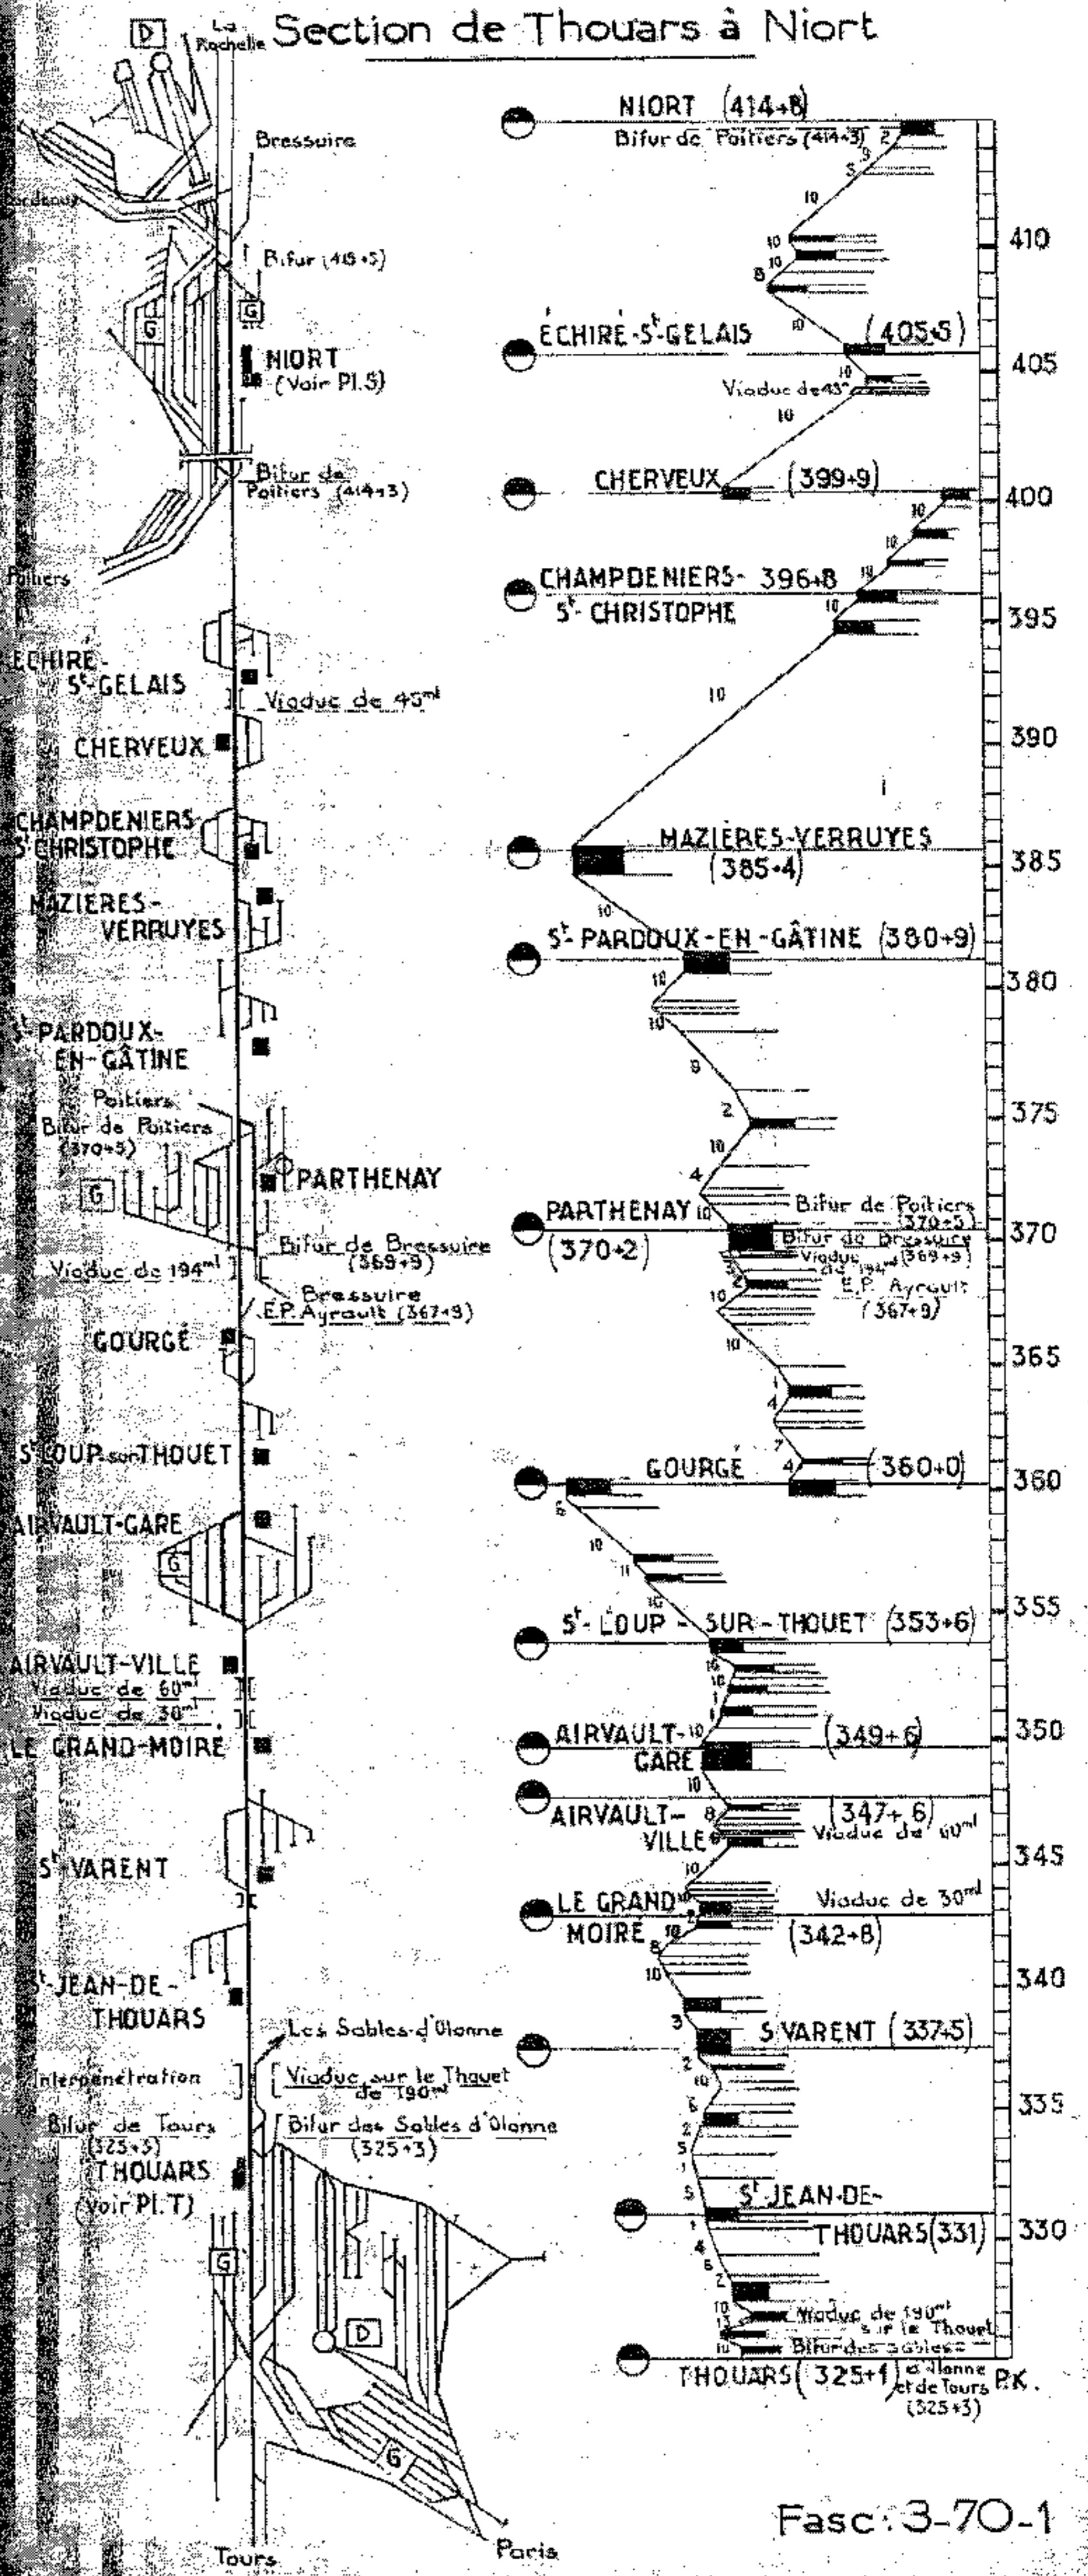 Section de Thouars à Niort
D
La
Rochelle
Bressuire
Bifur (415+5)
G
G
NIORT
(Voir Pl.S)
Bifur de
Poitiers (414+3)
Poitiers
ÉCHIRÉ-
St-GELAIS
Viaduc de 45ml
CHERVEUX
CHAMPDENIERS
St CHRISTOPHE
MAZIÈRES-
VERRUYES
St-PARDOUX-
EN-GÂTINE
Poitiers
Bifur de Poitiers
(370+5)
G
PARTHENAY
Bifur de Bressuire
(369+9)
Viaduc de 194ml
Bressuire
E.P. Ayrault (367+9)
GOURGÉ
St LOUP-sur-THOUET
AIRVAULT-GARE
G
AIRVAULT-VILLE
Viaduc de 60ml
Viaduc de 30ml
LE GRAND-MOIRÉ
St-VARENT
St-JEAN-DE-
THOUARS
Les Sables-d'Olonne
Interpénétration
Viaduc sur le Thouet
de 190ml
Bifur de Tours
(325+3)
Bifur des Sables d'Olonne
(325+3)
THOUARS
(voir Pl.T)
G
D
G
Paris
Tours
NIORT (414+8)
Bifur de Poitiers (414+3)
410
ÉCHIRÉ-St-GELAIS (405+5)
405
Viaduc de 45m
CHERVEUX (399+9)
400
CHAMPDENIERS- 396+8
St-CHRISTOPHE
395
390
MAZIÈRES-VERRUYES
(385+4)
385
St-PARDOUX-EN-GÂTINE (380+9)
380
375
Bifur de Poitiers
(370+5)
PARTHENAY
(370+2)
370
Bifur de Bressuire
(369+9)
Viaduc
de 194ml
E.P. Ayrault
(367+9)
365
GOURGÉ (360+0)
360
355
St-LOUP-SUR-THOUET (353+6)
350
AIRVAULT-
GARE
(349+6)
AIRVAULT-
VILLE
(347+6)
Viaduc de 60ml
345
LE GRAND
MOIRÉ
Viaduc de 30ml
(342+8)
340
St VARENT (337+5)
335
St JEAN-DE-
THOUARS (331)
330
Viaduc de 190ml
sur le Thouet
Bifur des Sables
d'Olonne
et de Tours
(325+3)
THOUARS (325+1)
P.K.
Fasc: 3-70-1